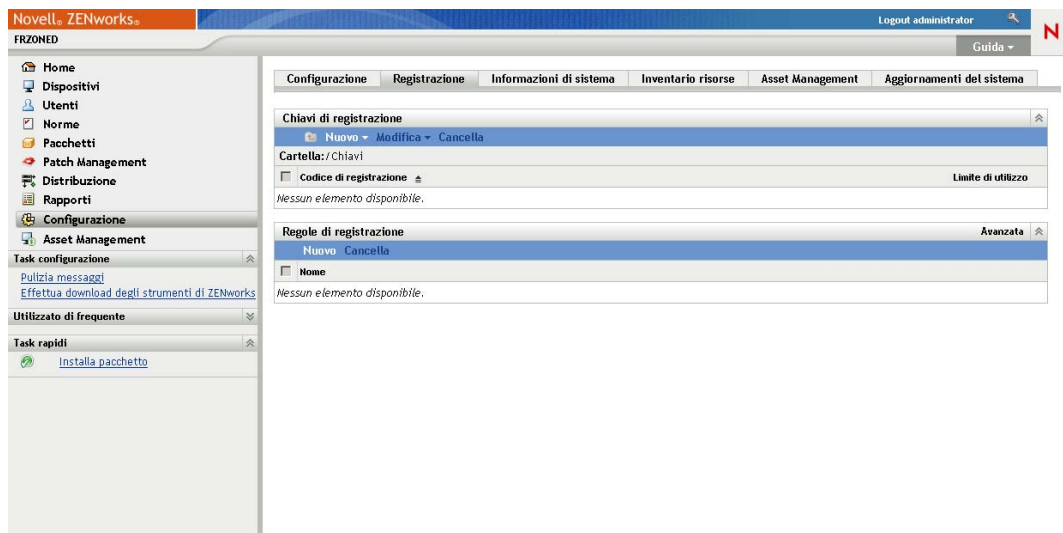 Novell® ZENworks®
Logout administrator
FRZONED
Guida
N
Home
Dispositivi
Utenti
Norme
Pacchetti
Patch Management
Distribuzione
Rapporti
Configurazione
Asset Management
Task configurazione
Pulizia messaggi
Effettua download degli strumenti di ZENworks
Utilizzato di frequente
Task rapidi
Installa pacchetto
Configurazione Registrazione Informazioni di sistema Inventario risorse Asset Management Aggiornamenti del sistema
Chiavi di registrazione
Nuovo Modifica Cancella
Cartella:/Chiavi
Codice di registrazione Limite di utilizzo
Nessun elemento disponibile.
Regole di registrazione Avanzata
Nuovo Cancella
Nome
Nessun elemento disponibile.